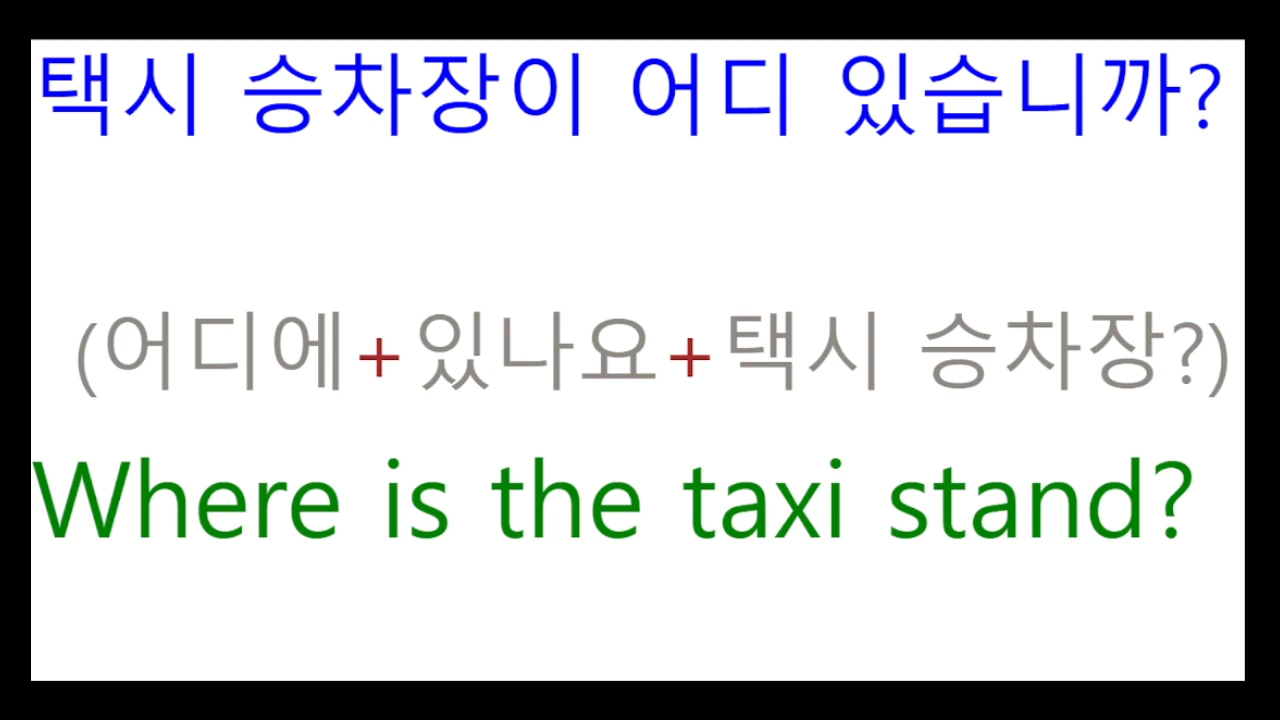 택시 승차장이 어디 있습니까?
(어디에+있나요+택시 승차장?)
Where is the taxi stand?